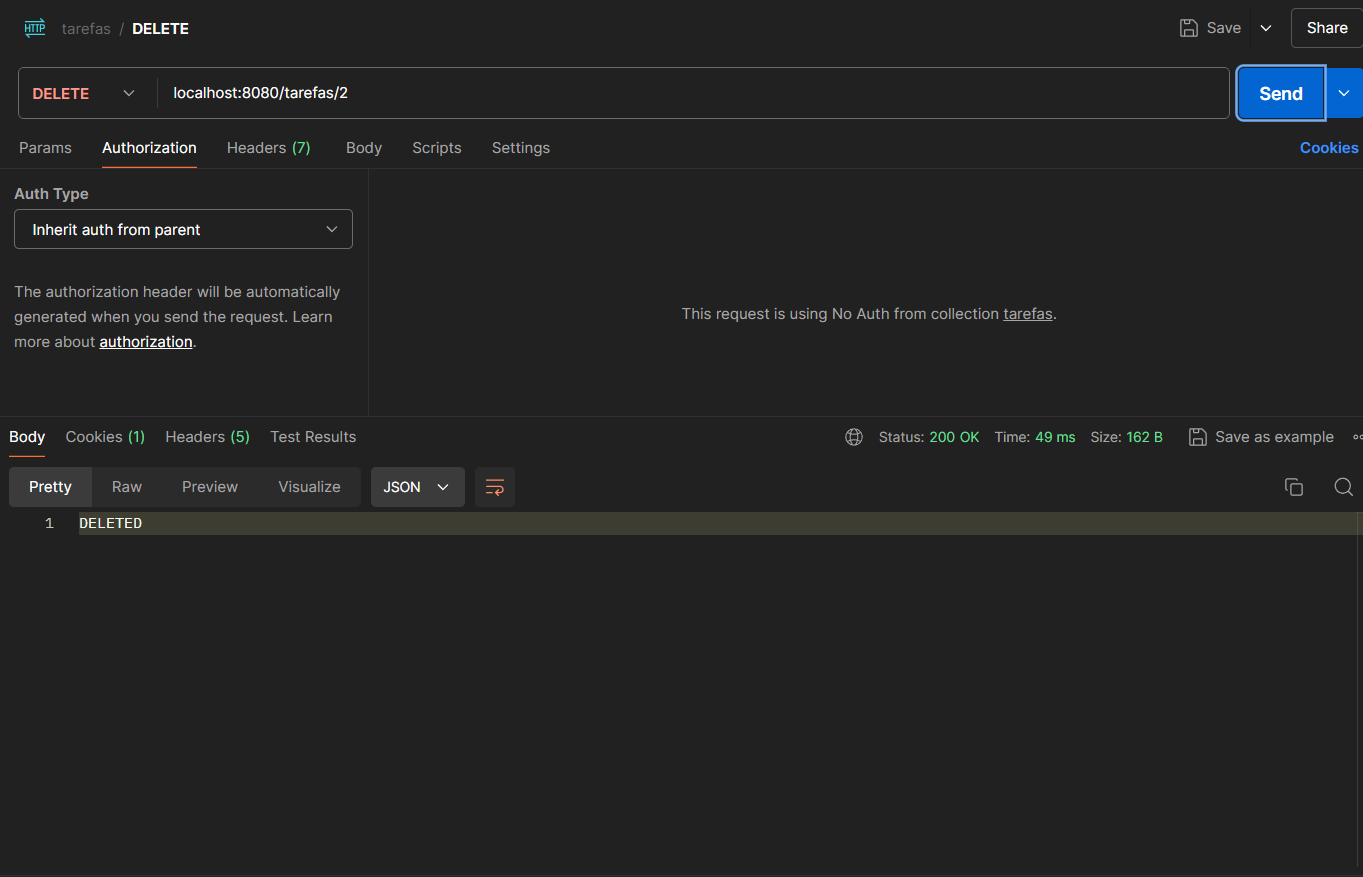 HTTP tarefas / DELETE Save Share
DELETE localhost:8080/tarefas/2 Send
Params Authorization Headers (7) Body Scripts Settings Cookies
Auth Type
Inherit auth from parent
The authorization header will be automatically
generated when you send the request. Learn
more about authorization.
This request is using No Auth from collection tarefas.
Body Cookies (1) Headers (5) Test Results Status: 200 OK Time: 49 ms Size: 162 B Save as example
Pretty Raw Preview Visualize JSON
1 DELETED